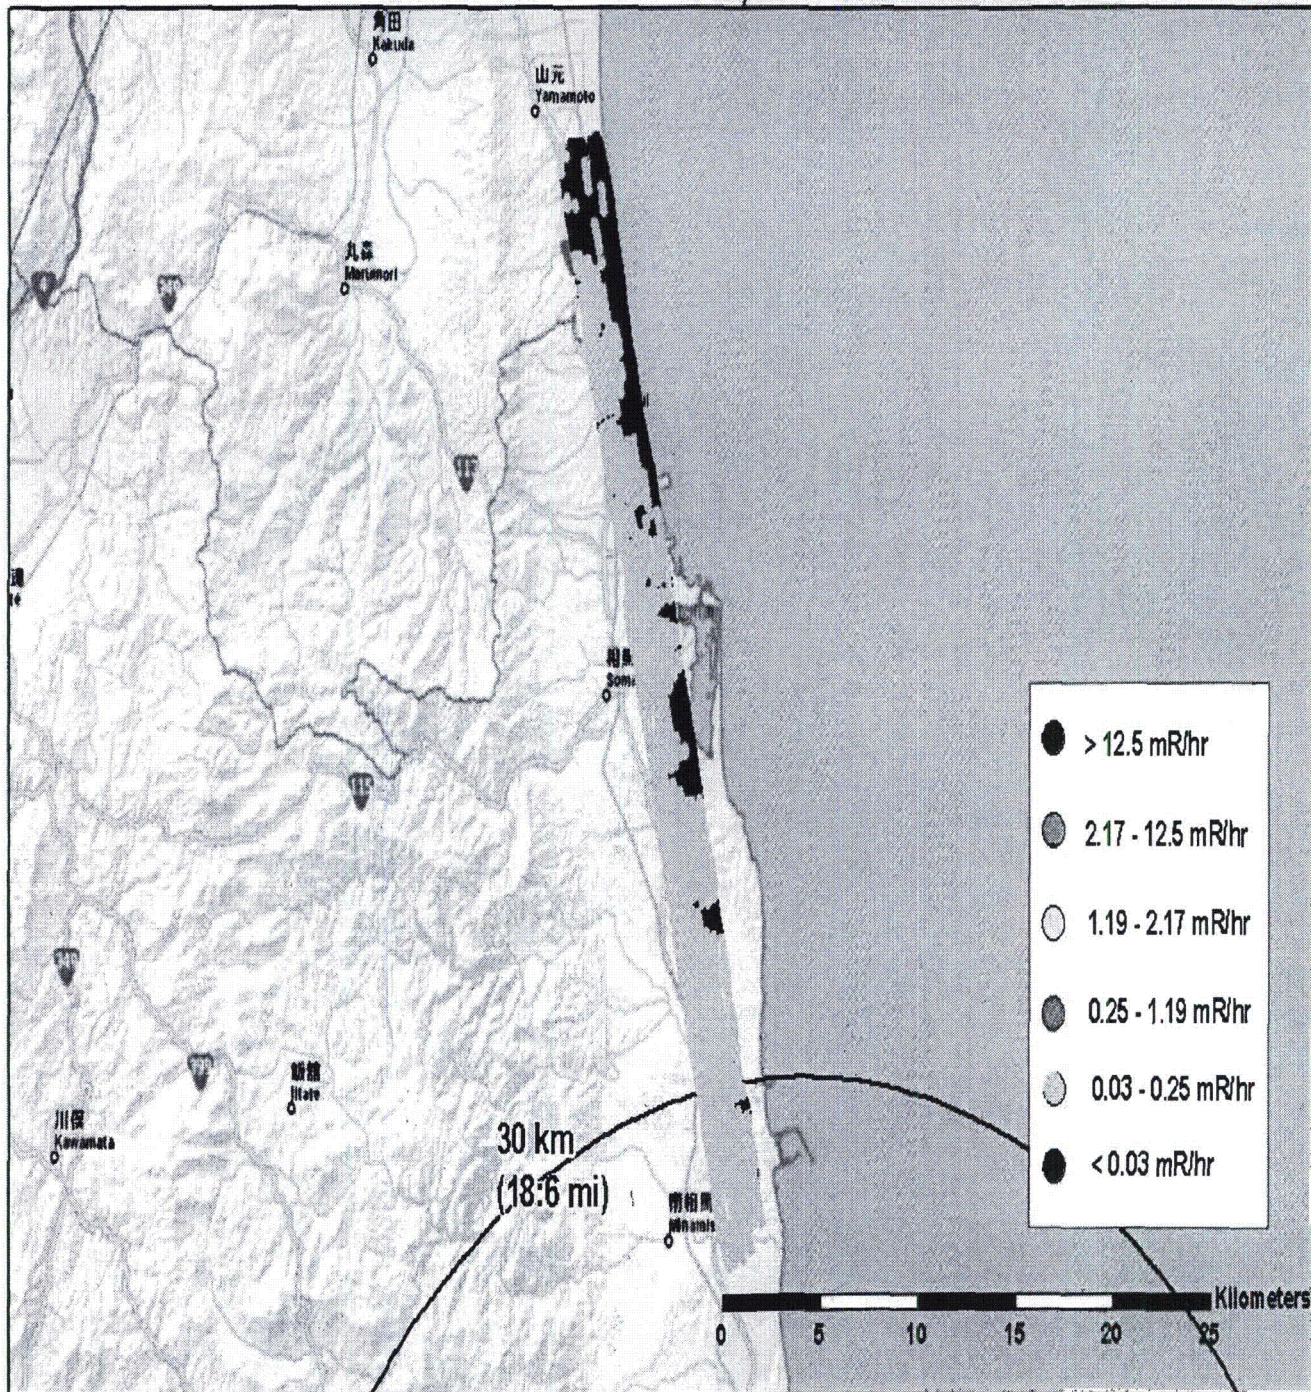 角田
Kakuda
山元
Yamamoto
丸森
Marumori
相馬
Soma
> 12.5 mR/hr
2.17 - 12.5 mR/hr
1.19 - 2.17 mR/hr
0.25 - 1.19 mR/hr
0.03 - 0.25 mR/hr
< 0.03 mR/hr
飯舘
Iitate
川俣
Kawamata
30 km
(18.6 mi)
南相馬
Minamis
Kilometers
0 5 10 15 20 25